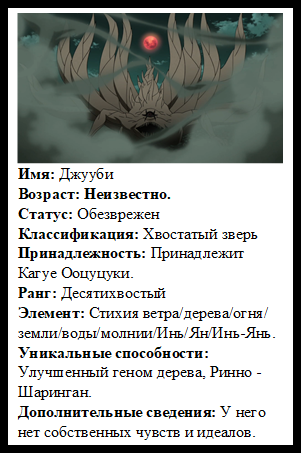 Имя: Джууби
Возраст: Неизвестно.
Статус: Обезврежен
Классификация: Хвостатый зверь
Принадлежность: Принадлежит
Кагуе Ооцуцуки.
Ранг: Десятихвостый
Элемент: Стихия ветра/дерева/огня/
земли/воды/молнии/Инь/Ян/Инь-Янь.
Уникальные способности:
Улучшенный геном дерева, Ринно -
Шаринган.
Дополнительные сведения: У него
нет собственных чувств и идеалов.